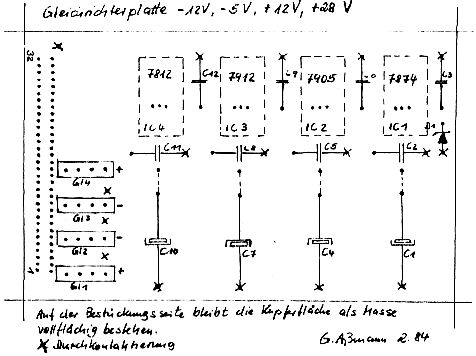 Gleichrichterplatte -12V, -5V, +12V, +28 V
32
7812
C12
7912
C9
7905
7874
C3
IC4
IC3
IC2
IC1
D1
C11
C8
C5
C2
Gl4 +
Gl3 -
Gl2 -
1
Gl1 +
C10
C7
C4
C1
Auf der Bestückungsseite bleibt die Kupferfläche als Masse
vollflächig bestehen.
Durchkontaktierung
G. Aßmann 2.84